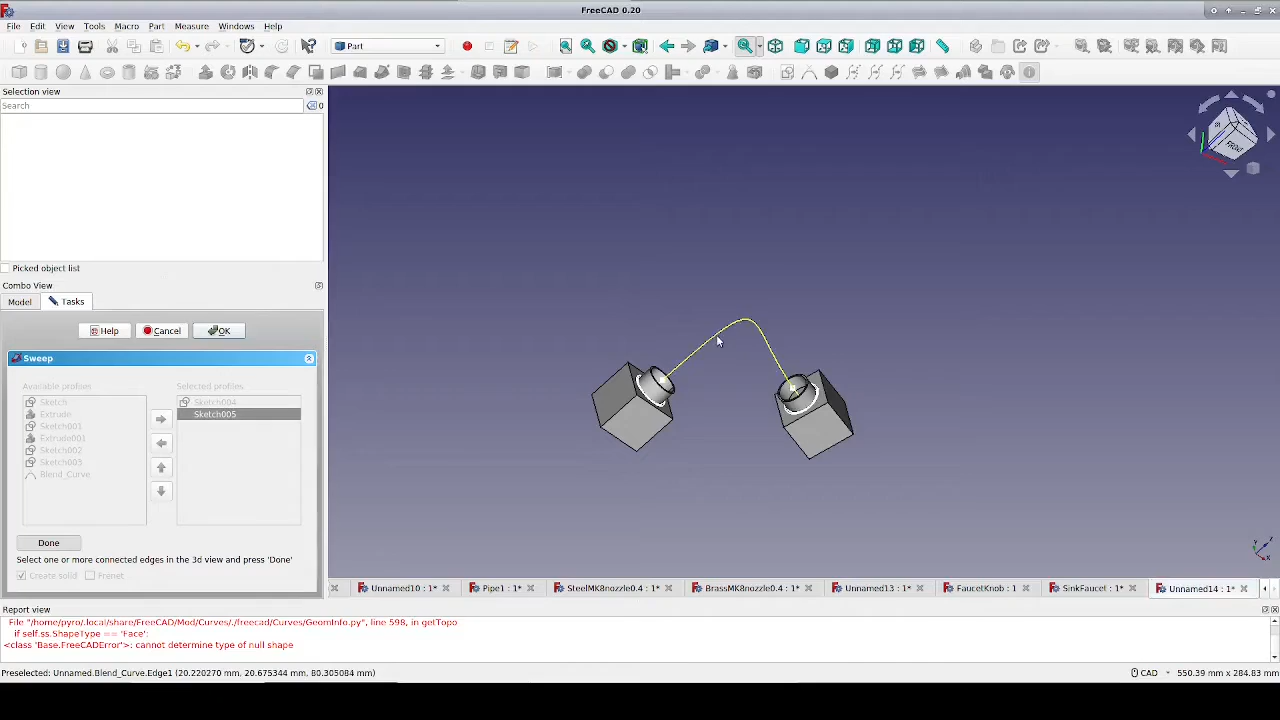 FreeCAD 0.20
File Edit View Tools Macro Part Measure Windows Help
Part
Selection view
Search
0
Picked object list
Combo View
Model Tasks
Help Cancel OK
Sweep
Available profiles Selected profiles
Sketch Sketch004
Extrude Sketch005
Sketch001
Extrude001
Sketch002
Sketch003
Blend_Curve
Done
Select one or more connected edges in the 3d view and press 'Done'
Create solid Frenet
Unnamed10 : 1* Pipe1 : 1* SteelMK8nozzle0.4 : 1* BrassMK8nozzle0.4 : 1* Unnamed13 : 1* FaucetKnob : 1 SinkFaucet : 1* Unnamed14 : 1*
Report view
File "/home/pyro/.local/share/FreeCAD/Mod/Curves/./freecad/Curves/GeomInfo.py", line 598, in getTopo
if self.ss.ShapeType == 'Face':
<class 'Base.FreeCADError'>: cannot determine type of null shape
Preselected: Unnamed.Blend_Curve.Edge1 (20.220270 mm, 20.675344 mm, 80.305084 mm) CAD 550.39 mm x 284.83 mm